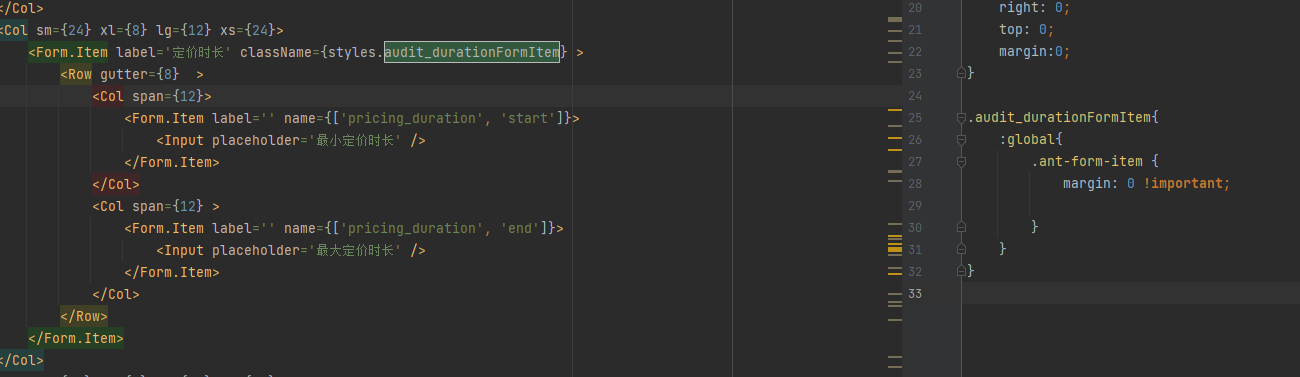 </Col>
<Col sm={24} xl={8} lg={12} xs={24}>
<Form.Item label='定价时长' className={styles.audit_durationFormItem} >
<Row gutter={8}  >
<Col span={12}>
<Form.Item label='' name={['pricing_duration', 'start']}>
<Input placeholder='最小定价时长' />
</Form.Item>
</Col>
<Col span={12} >
<Form.Item label='' name={['pricing_duration', 'end']}>
<Input placeholder='最大定价时长' />
</Form.Item>
</Col>
</Row>
</Form.Item>
</Col>
20 right: 0;
21 top: 0;
22 margin:0;
23 }
24
25 .audit_durationFormItem{
26 :global{
27 .ant-form-item {
28 margin: 0 !important;
29
30 }
31 }
32 }
33